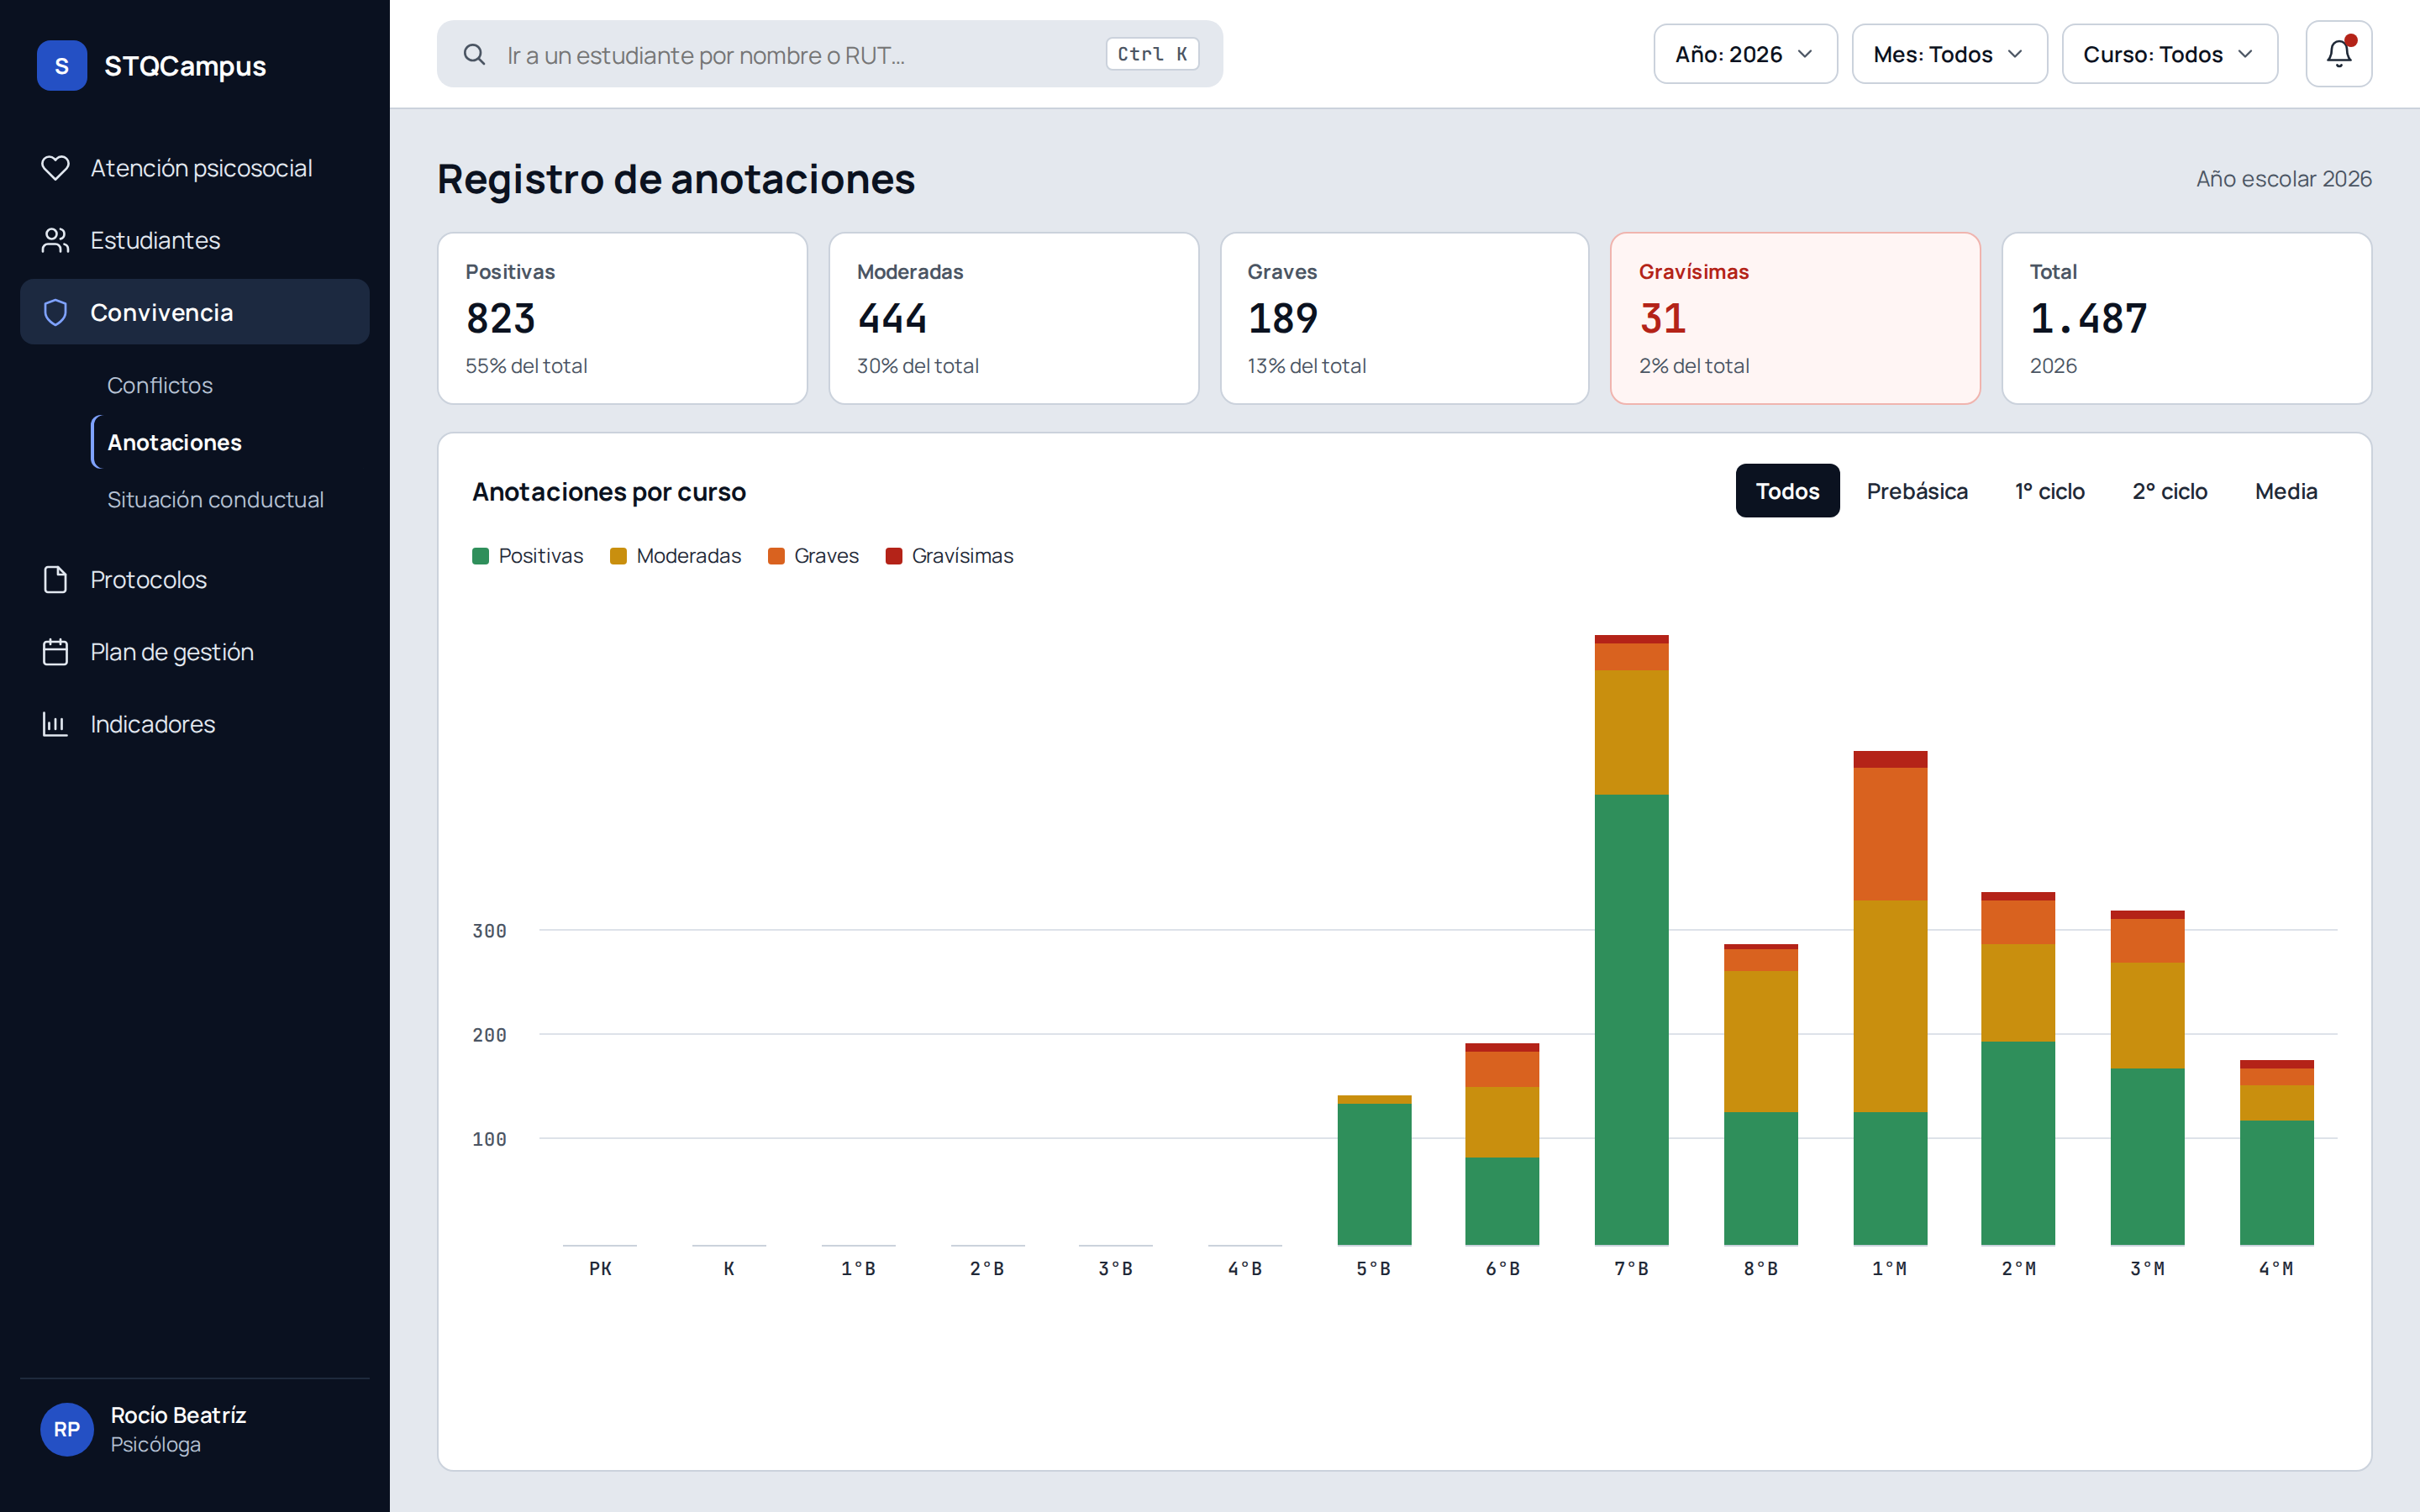 S STQCampus
Atención psicosocial
Estudiantes
Convivencia
Conflictos
Anotaciones
Situación conductual
Protocolos
Plan de gestión
Indicadores
RP
Rocío Beatríz
Psicóloga
Ir a un estudiante por nombre o RUT... Ctrl K
Año: 2026 Mes: Todos Curso: Todos
Registro de anotaciones
Año escolar 2026
Positivas
823
55% del total
Moderadas
444
30% del total
Graves
189
13% del total
Gravísimas
31
2% del total
Total
1.487
2026
Anotaciones por curso
Todos Prebásica 1° ciclo 2° ciclo Media
Positivas Moderadas Graves Gravísimas
300
200
100
PK K 1°B 2°B 3°B 4°B 5°B 6°B 7°B 8°B 1°M 2°M 3°M 4°M